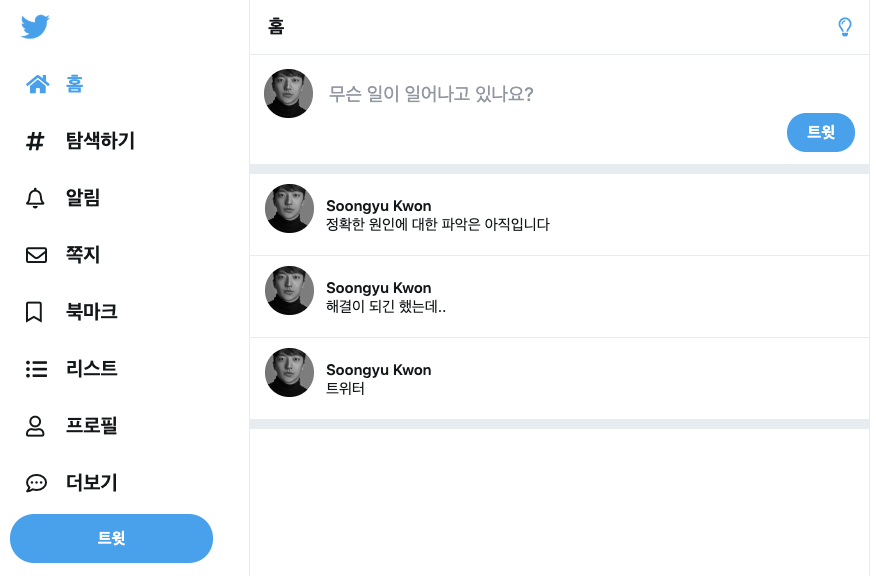 홈
탐색하기
알림
쪽지
북마크
리스트
프로필
더보기
트윗
홈
무슨 일이 일어나고 있나요?
트윗
Soongyu Kwon
정확한 원인에 대한 파악은 아직입니다
Soongyu Kwon
해결이 되긴 했는데..
Soongyu Kwon
트위터